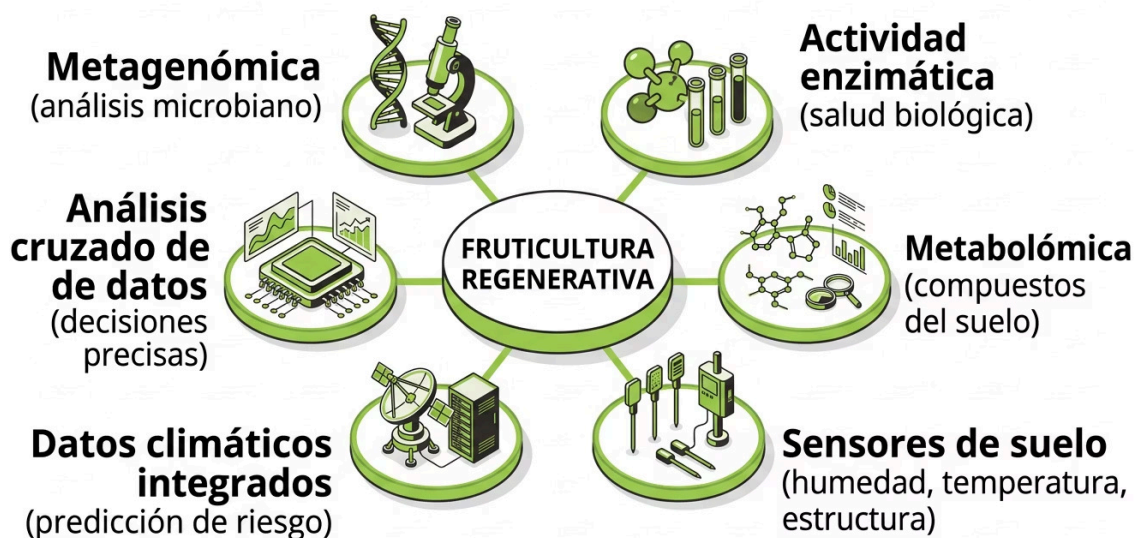 Metagenómica
(análisis microbiano)
Actividad
enzimática
(salud biológica)
Análisis
cruzado de
de datos
(decisiones
precisas)
FRUTICULTURA
REGENERATIVA
Metabolómica
(compuestos
del suelo)
Datos climáticos
integrados
(predicción de riesgo)
Sensores de suelo
(humedad, temperatura,
estructura)